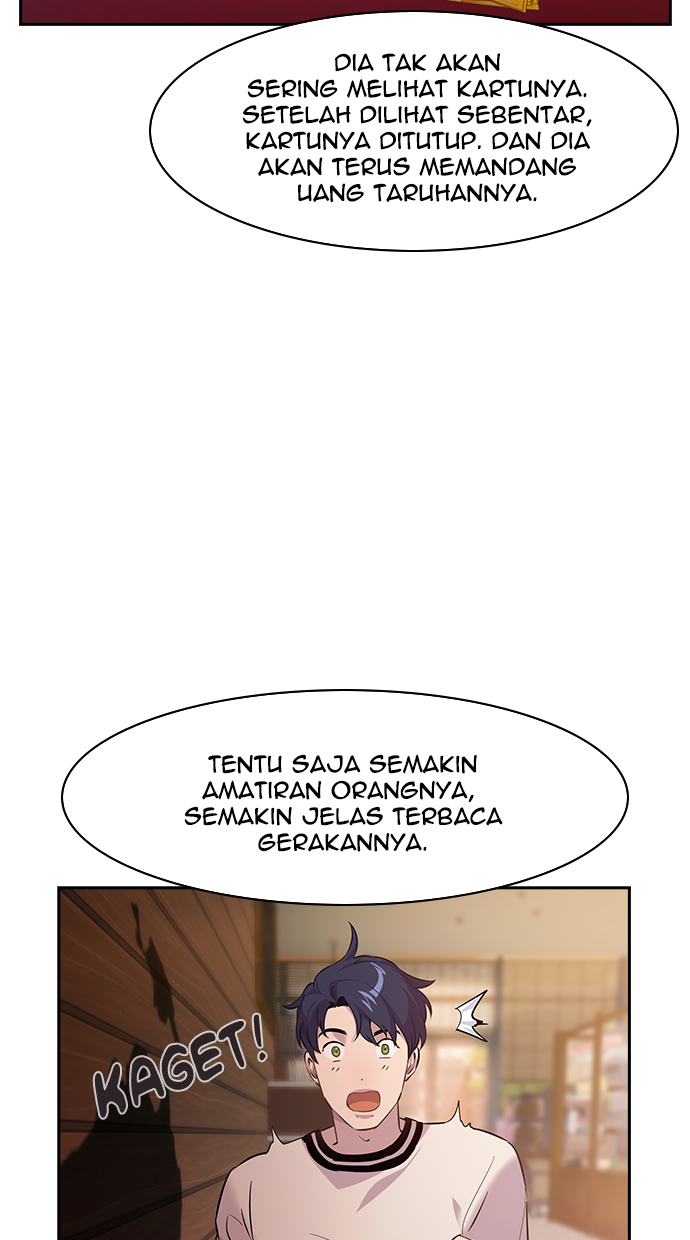 DIA TAK AKAN
SERING MELIHAT KARTUNYA.
SETELAH DILIHAT SEBENTAR,
KARTUNYA DITUTUP. DAN DIA
AKAN TERUS MEMANDANG
UANG TARUHANNYA.
TENTU SAJA SEMAKIN
AMATIRAN ORANGNYA,
SEMAKIN JELAS TERBACA
GERAKANNYA.
KAGET!